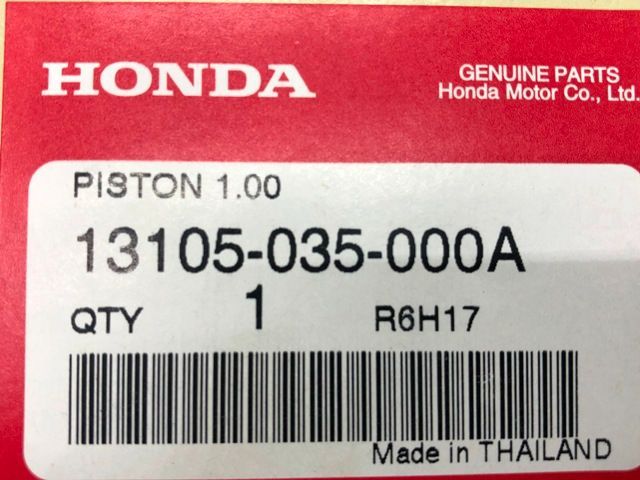 HONDA
GENUINE PARTS
Honda Motor Co., Ltd.
PISTON 1.00
13105-035-000A
QTY 1 R6H17
Made in THAILAND